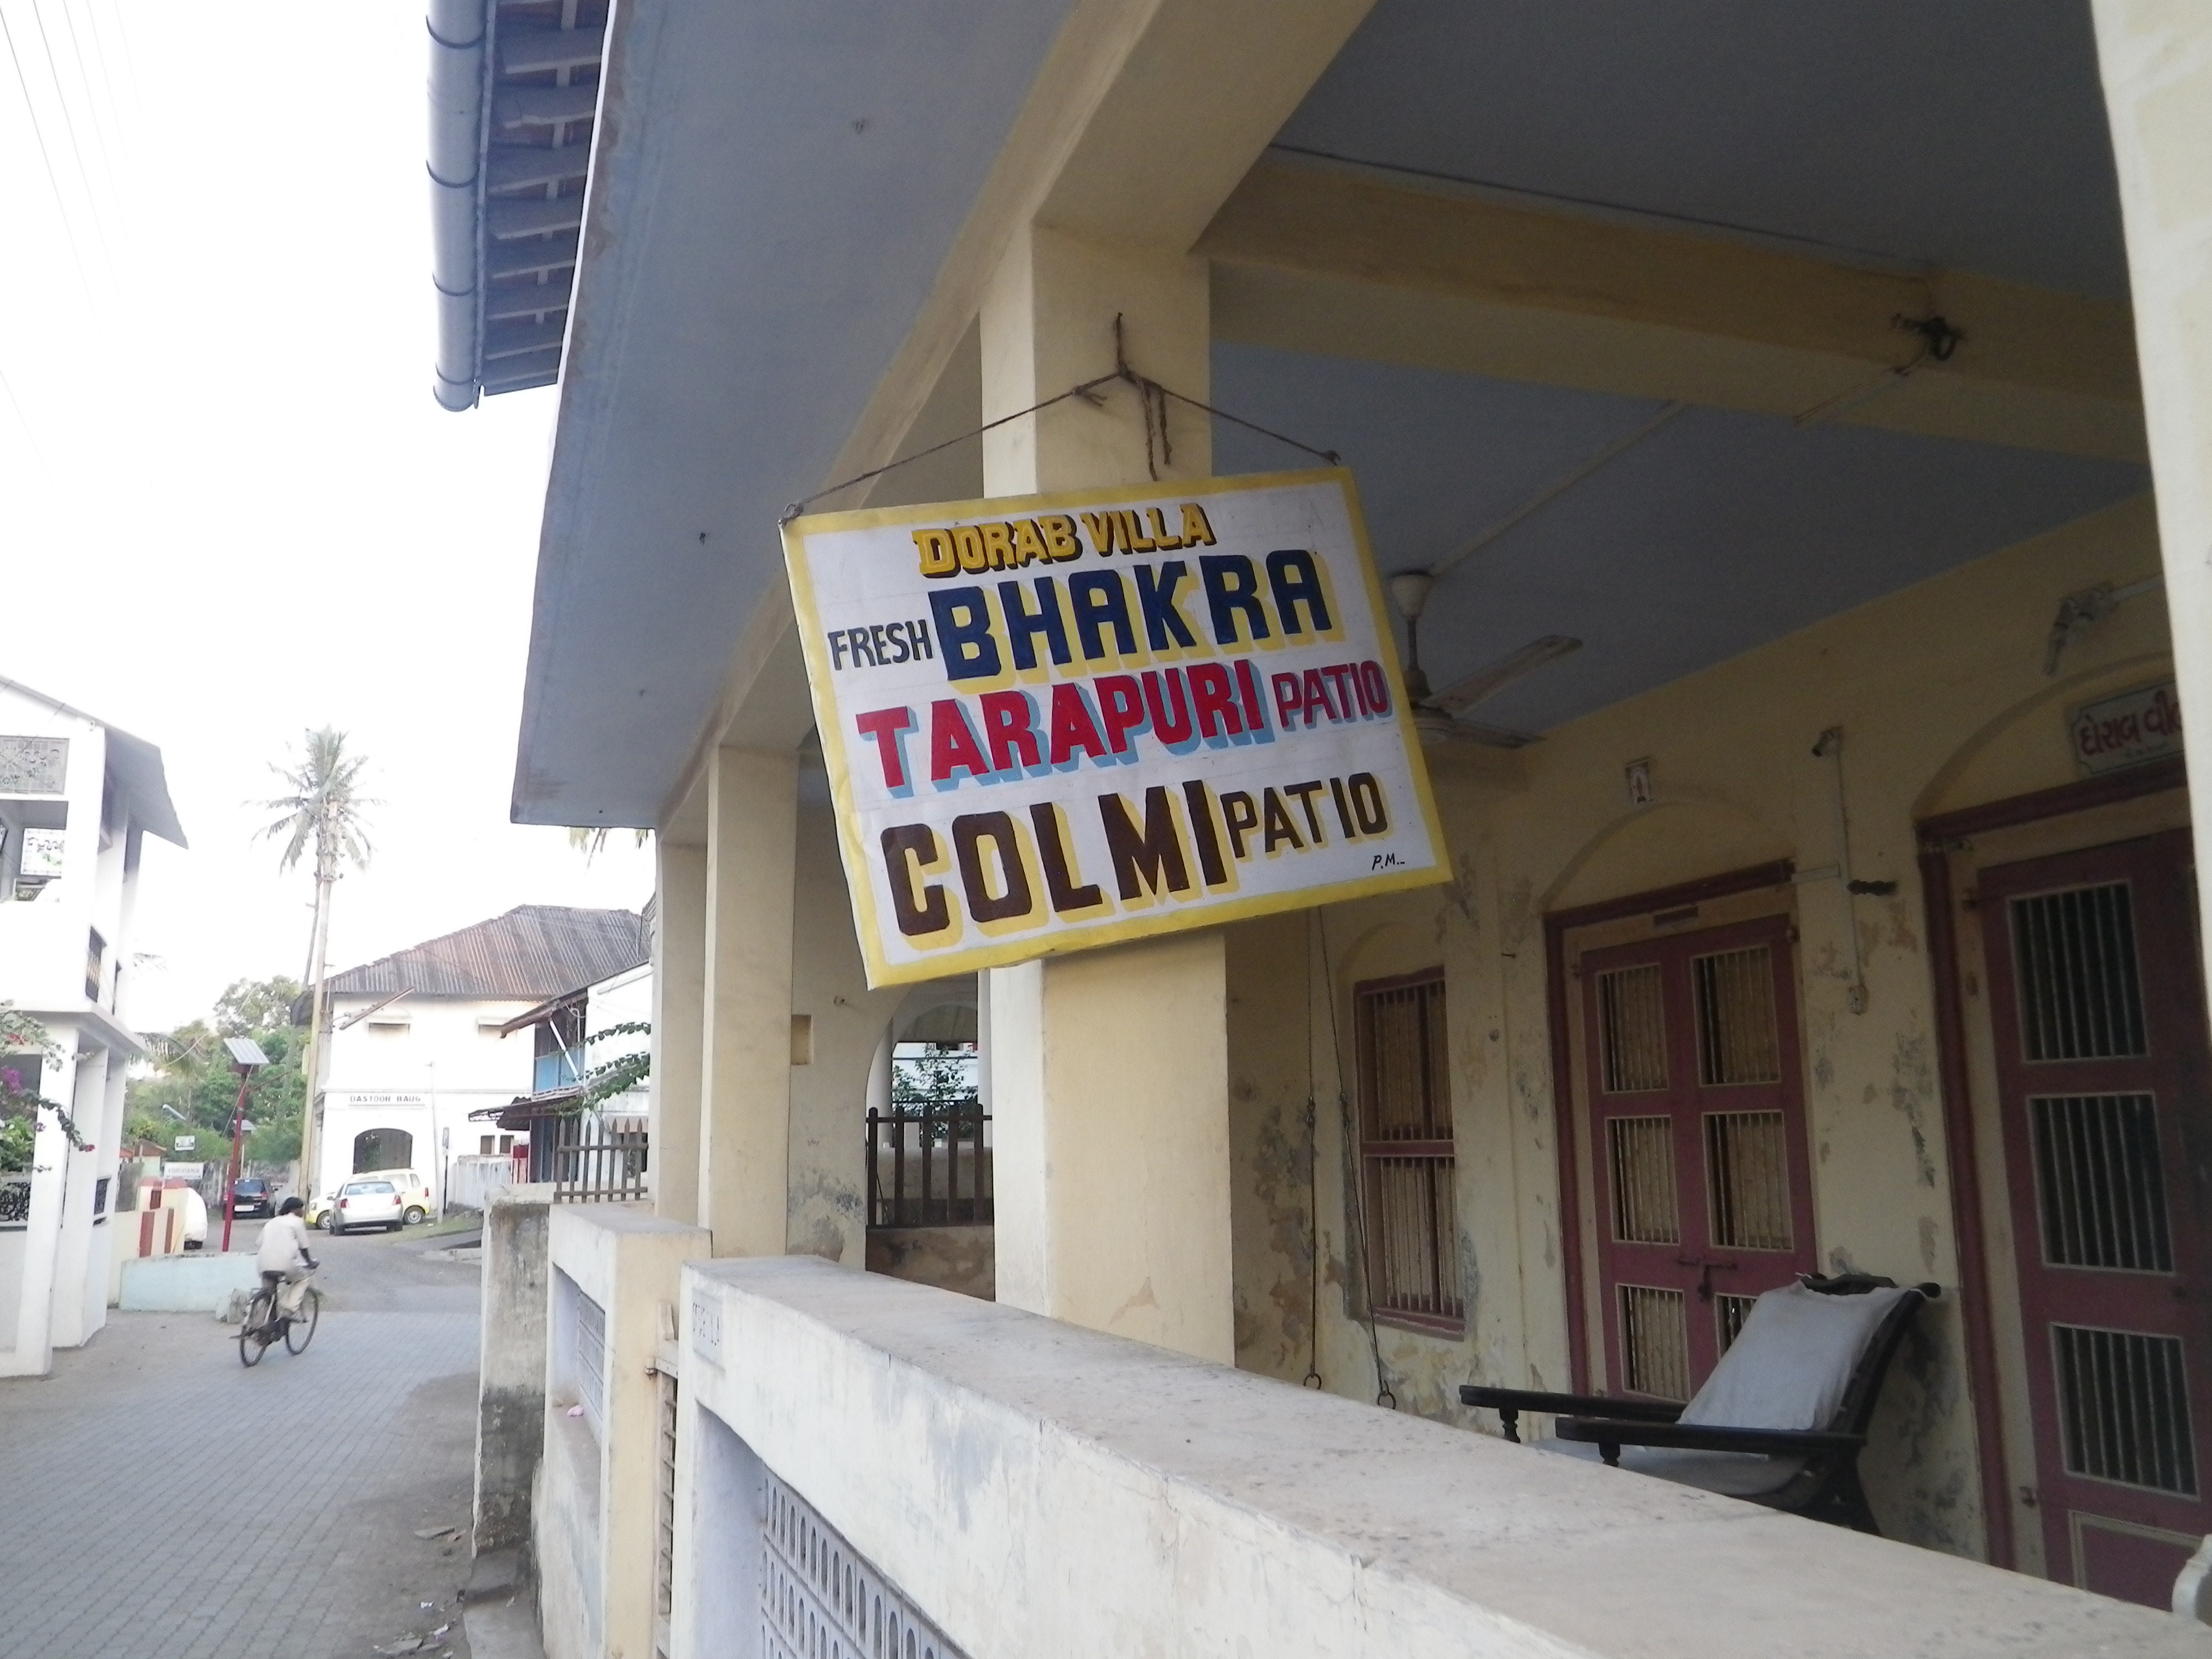 DORAB VILLA
FRESH BHAKRA
TARAPURI PATIO
COLMI PATIO
P.M.
DASTOOR BAUG
દોરાબ